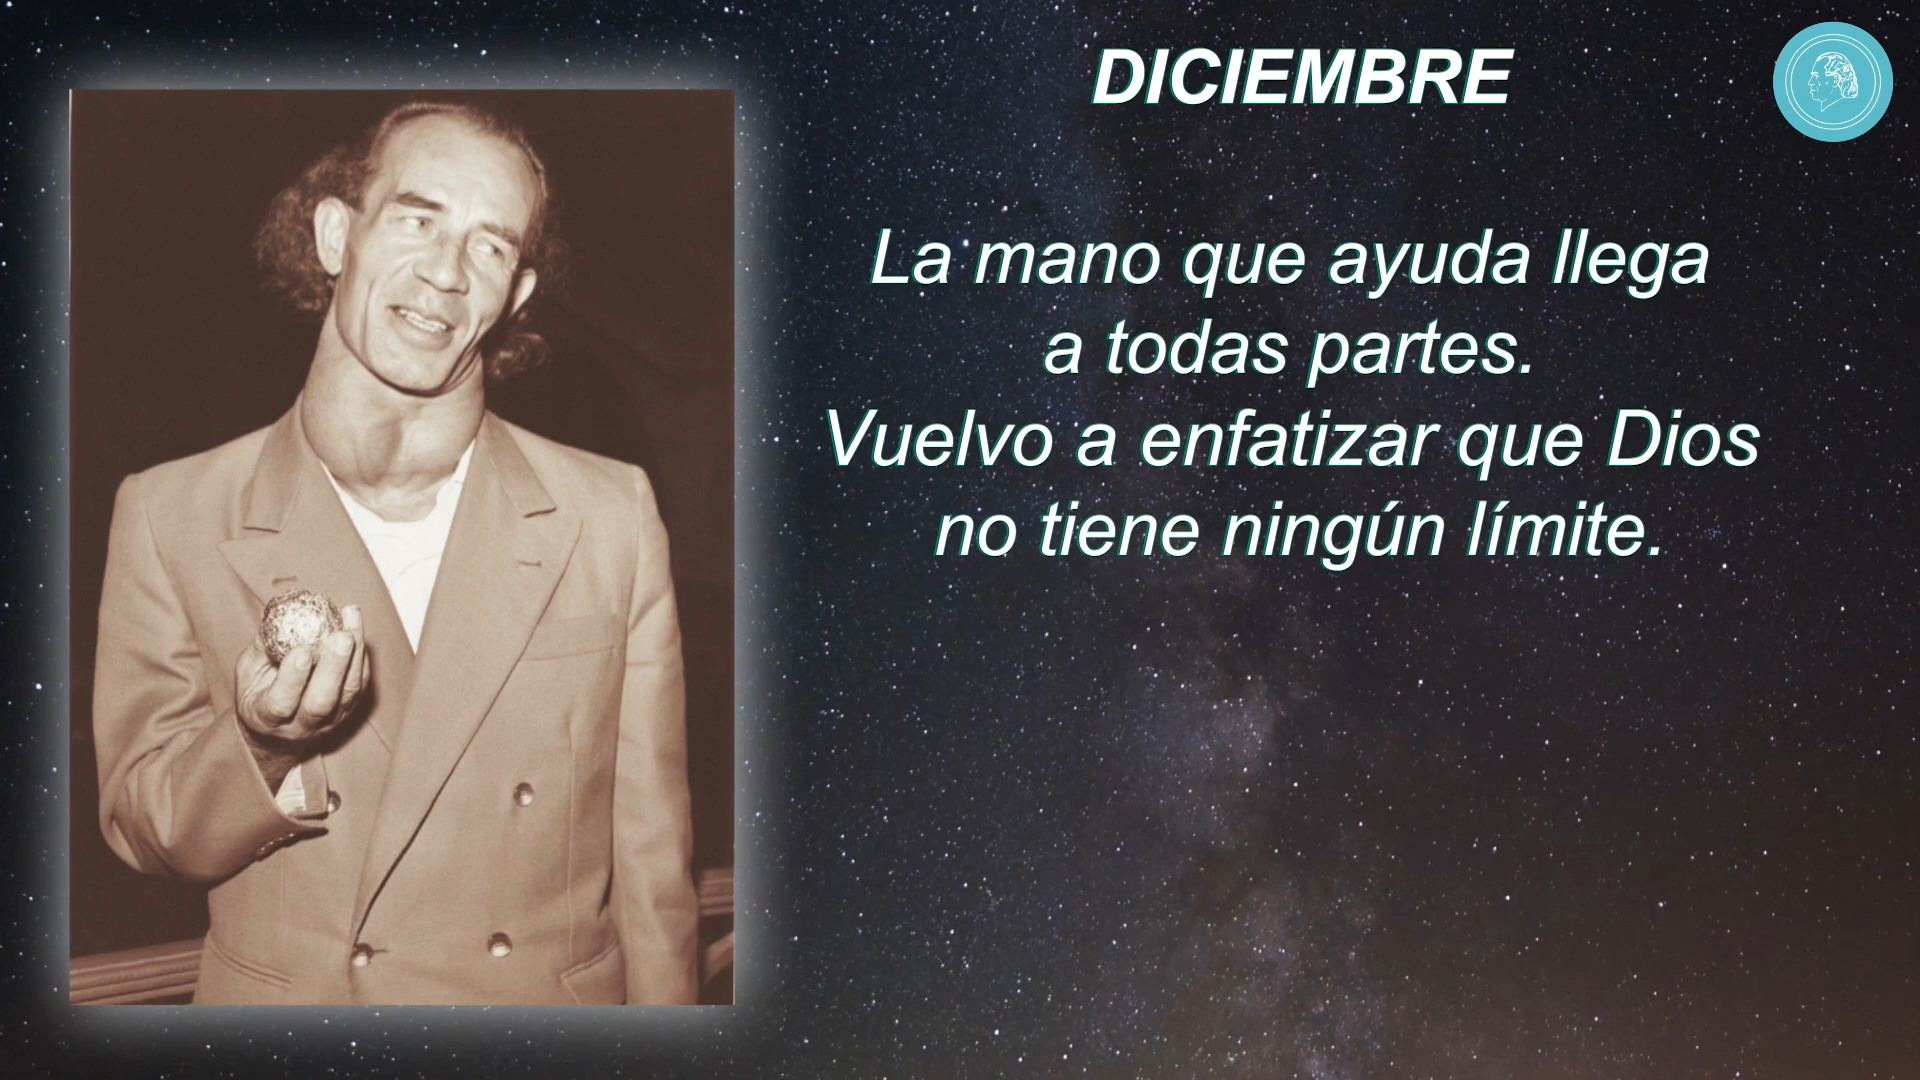 DICIEMBRE
La mano que ayuda llega
a todas partes.
Vuelvo a enfatizar que Dios
no tiene ningún límite.